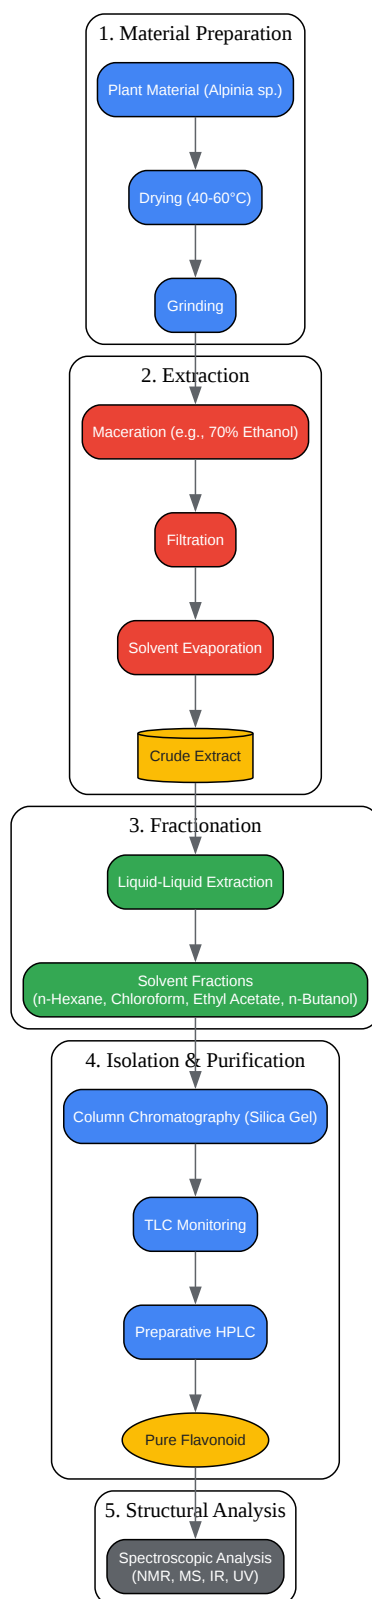 1. Material Preparation
Plant Material (Alpinia sp.)
Drying (40-60°C)
Grinding
2. Extraction
Maceration (e.g., 70% Ethanol)
Filtration
Solvent Evaporation
Crude Extract
3. Fractionation
Liquid-Liquid Extraction
Solvent Fractions
(n-Hexane, Chloroform, Ethyl Acetate, n-Butanol)
4. Isolation & Purification
Column Chromatography (Silica Gel)
TLC Monitoring
Preparative HPLC
Pure Flavonoid
5. Structural Analysis
Spectroscopic Analysis
(NMR, MS, IR, UV)